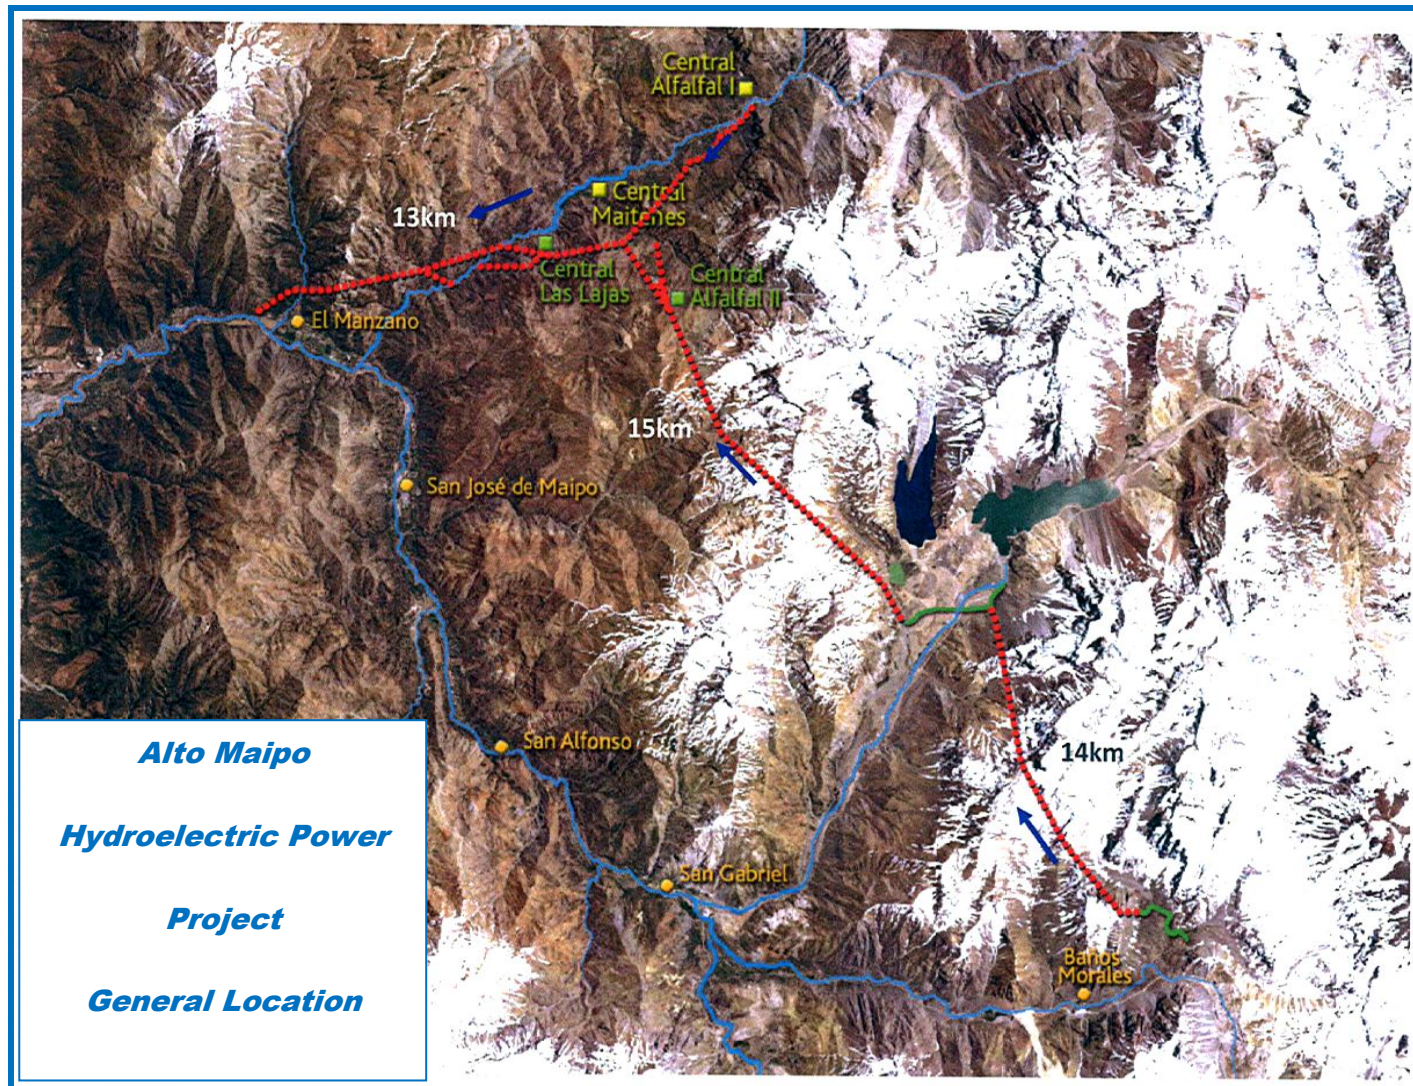 Central
Alfalfal I
Central
Maitenes
13km
Central
Las Lajas
Central
Alfalfal II
El Manzano
15km
San José de Maipo
San Alfonso
14km
San Gabriel
Baños
Morales
Alto Maipo
Hydroelectric Power
Project
General Location